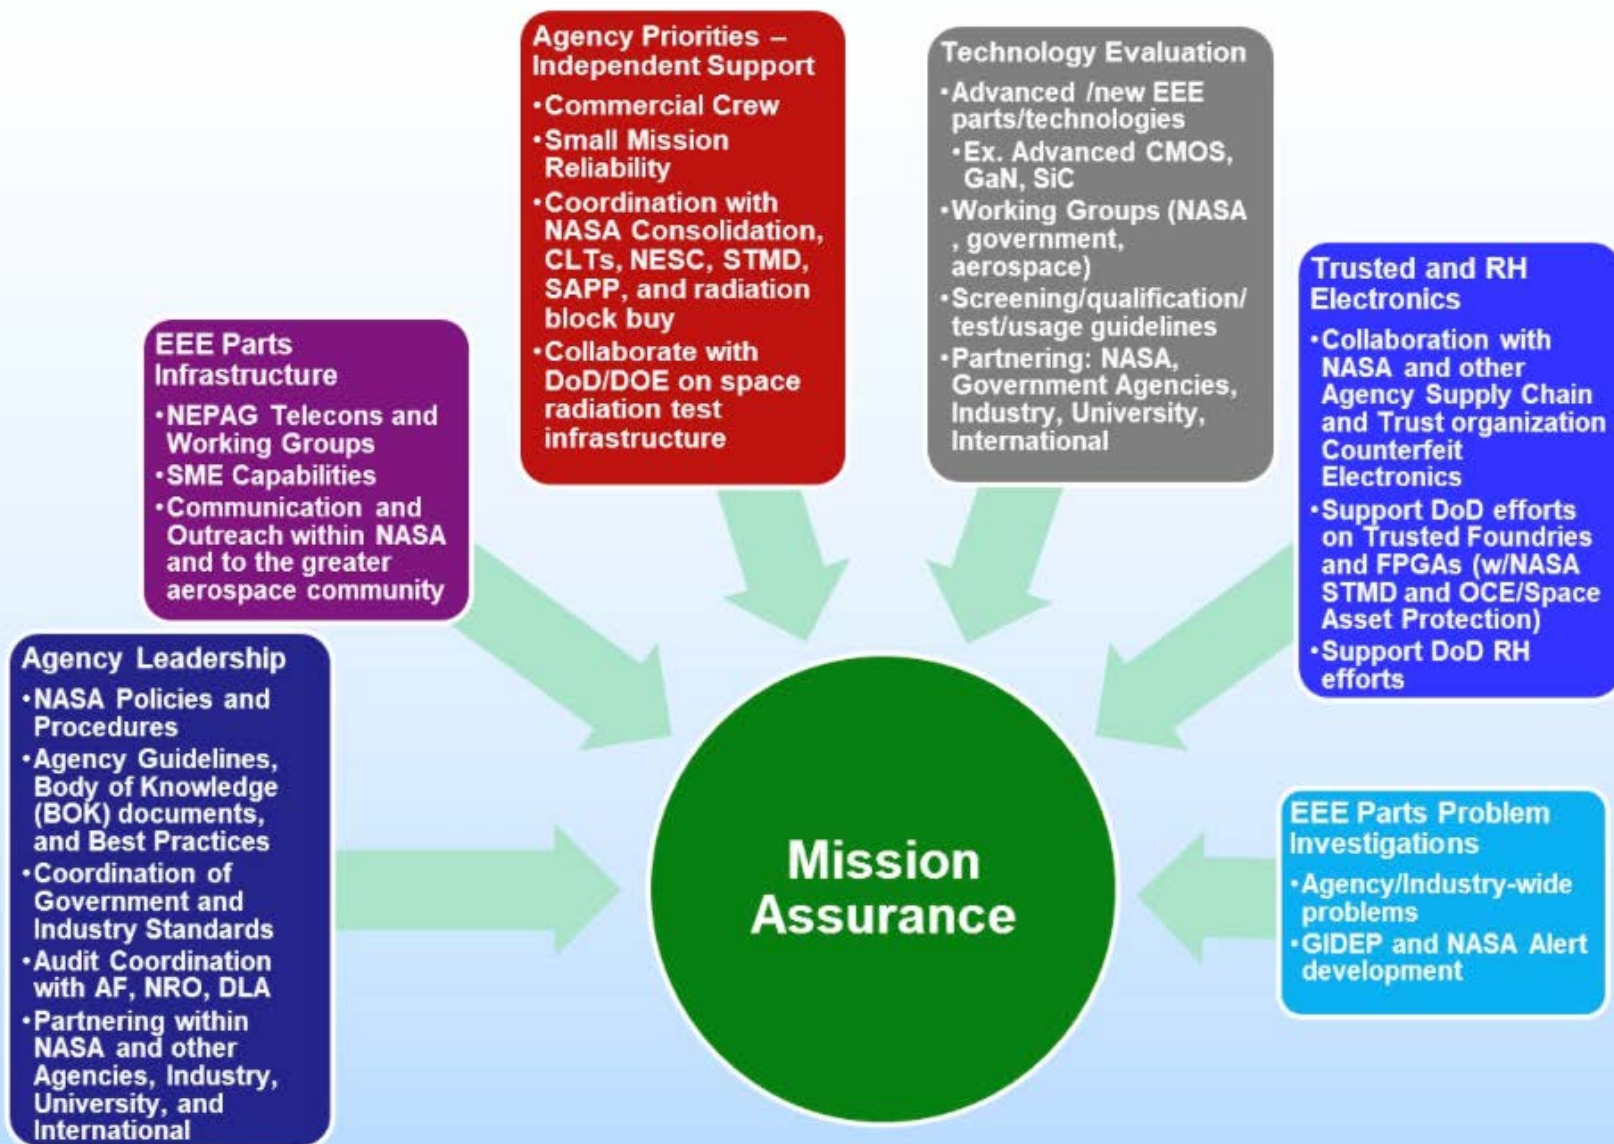 Agency Priorities –
Independent Support
•Commercial Crew
•Small Mission
Reliability
•Coordination with
NASA Consolidation,
CLTs, NESC, STMD,
SAPP, and radiation
block buy
•Collaborate with
DoD/DOE on space
radiation test
infrastructure
Technology Evaluation
•Advanced /new EEE
parts/technologies
•Ex. Advanced CMOS,
GaN, SiC
•Working Groups (NASA
, government,
aerospace)
•Screening/qualification/
test/usage guidelines
•Partnering: NASA,
Government Agencies,
Industry, University,
International
Trusted and RH
Electronics
•Collaboration with
NASA and other
Agency Supply Chain
and Trust organization
Counterfeit
Electronics
•Support DoD efforts
on Trusted Foundries
and FPGAs (w/NASA
STMD and OCE/Space
Asset Protection)
•Support DoD RH
efforts
EEE Parts
Infrastructure
•NEPAG Telecons and
Working Groups
•SME Capabilities
•Communication and
Outreach within NASA
and to the greater
aerospace community
Agency Leadership
•NASA Policies and
Procedures
•Agency Guidelines,
Body of Knowledge
(BOK) documents,
and Best Practices
•Coordination of
Government and
Industry Standards
•Audit Coordination
with AF, NRO, DLA
•Partnering within
NASA and other
Agencies, Industry,
University, and
International
Mission
Assurance
EEE Parts Problem
Investigations
•Agency/Industry-wide
problems
•GIDEP and NASA Alert
development